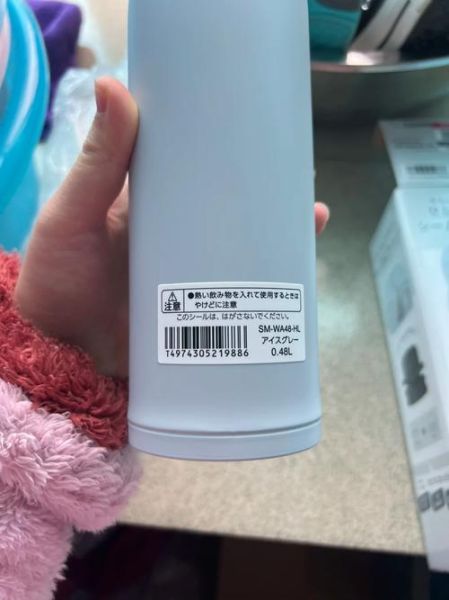 注意
●熱い飲み物を入れて使用するときは
やけどに注意
このシールは、はがさないでください。
SM-WA48-HL
アイスグレー
T4974305219886
0.48L